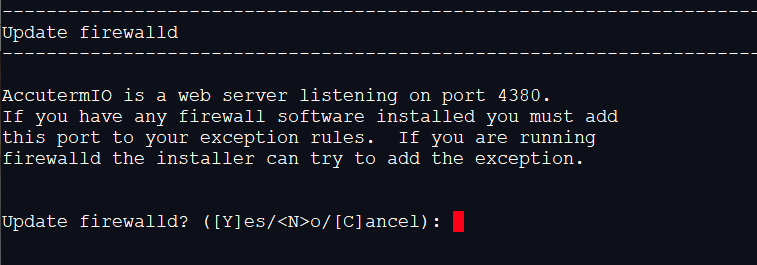 Update firewalld
AccutermIO is a web server listening on port 4380.
If you have any firewall software installed you must add
this port to your exception rules.  If you are running
firewalld the installer can try to add the exception.
Update firewalld? ([Y]es/<N>o/[C]ancel):